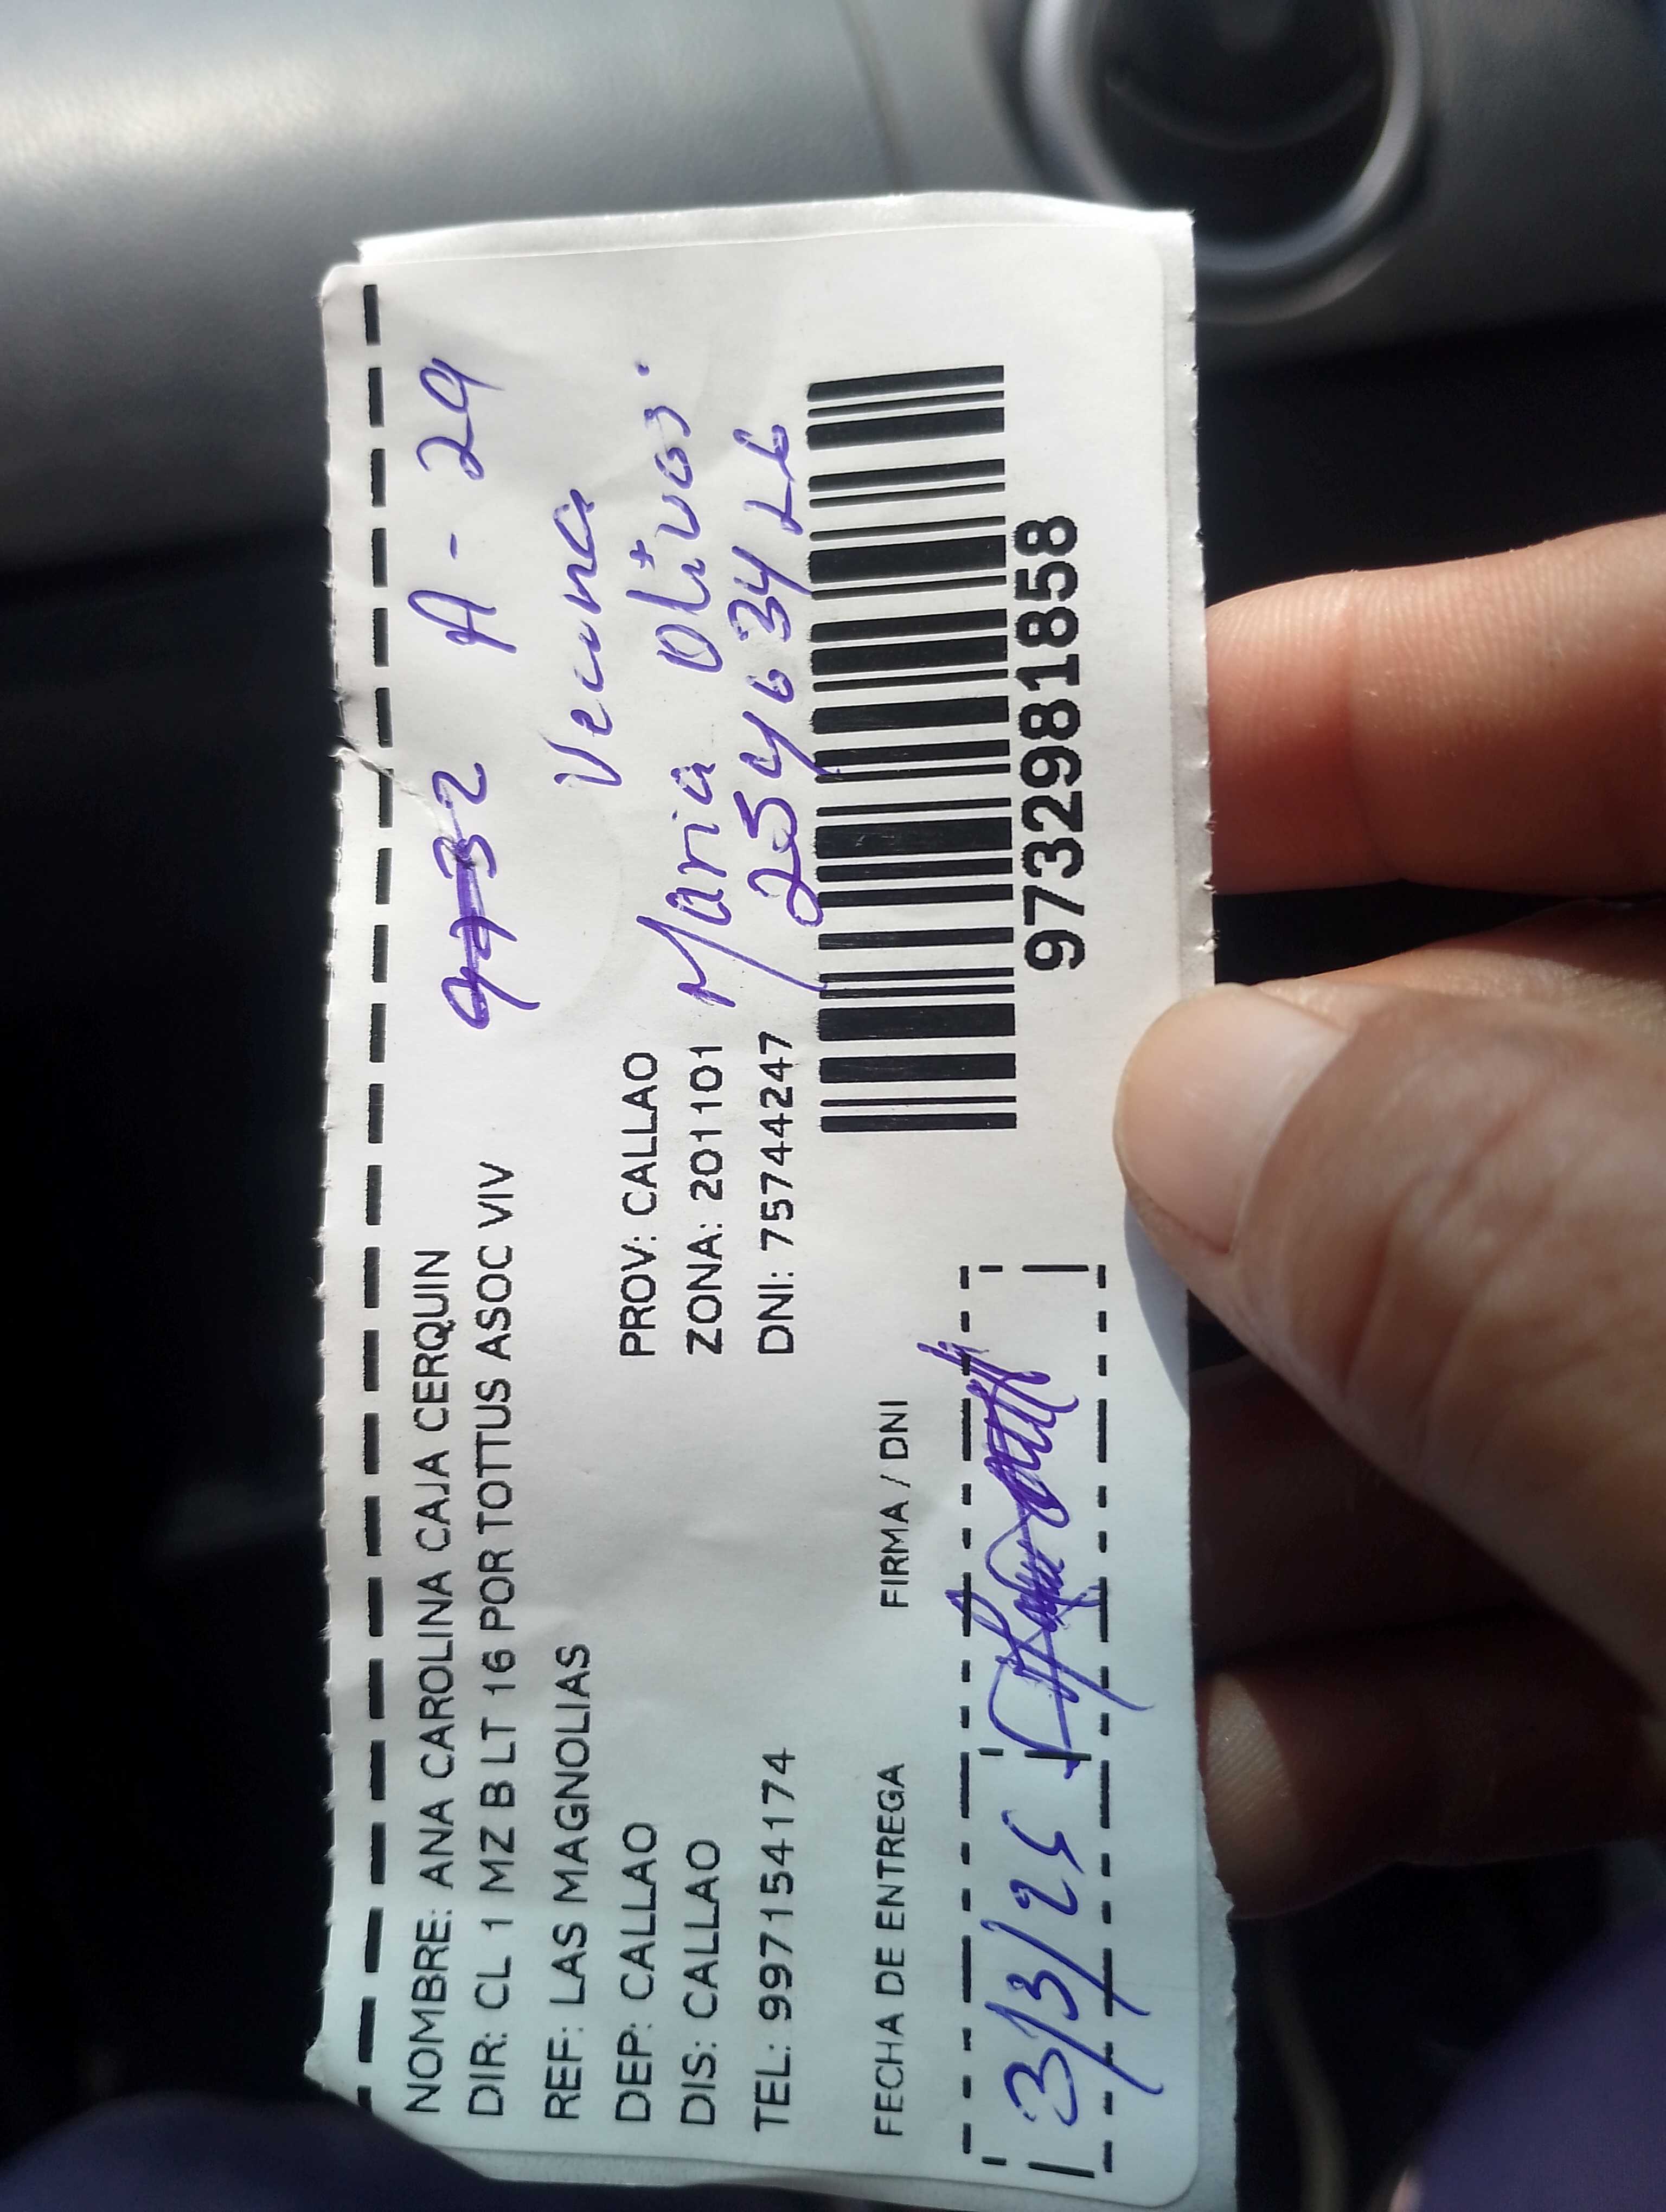 NOMBRE: ANA CAROLINA CAJA CERQUIN
DIR: CL 1 MZ B LT 16 POR TOTTUS ASOC VIV
REF: LAS MAGNOLIAS
DEP: CALLAO PROV: CALLAO
DIS: CALLAO ZONA: 201101
TEL: 997154174 DNI: 75744247
A - 29
Vecina
Maria Olivos.
25463426
9732981858
FECHA DE ENTREGA FIRMA / DNI
3/3/25